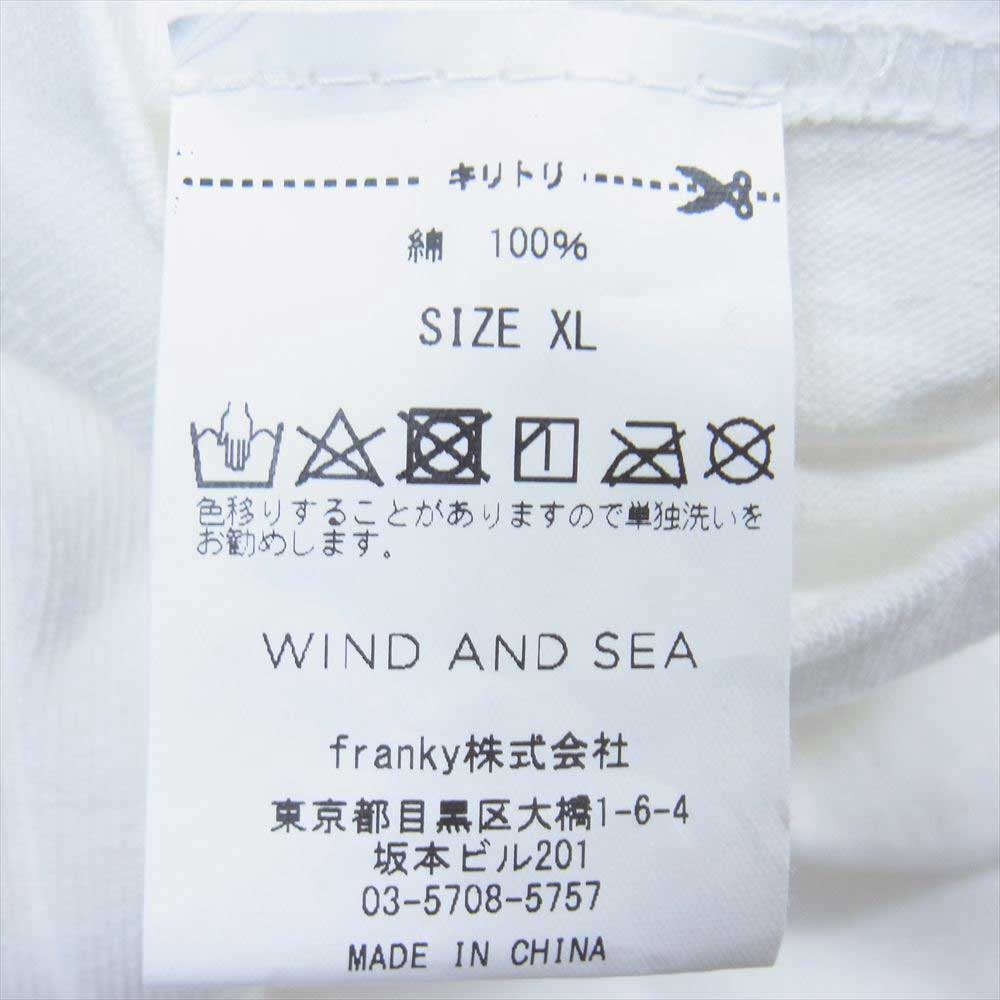 キリトリ
綿 100%
SIZE XL
色移りすることがありますので単独洗いを
お勧めします。
WIND AND SEA
franky株式会社
東京都目黒区大橋1-6-4
坂本ビル201
03-5708-5757
MADE IN CHINA